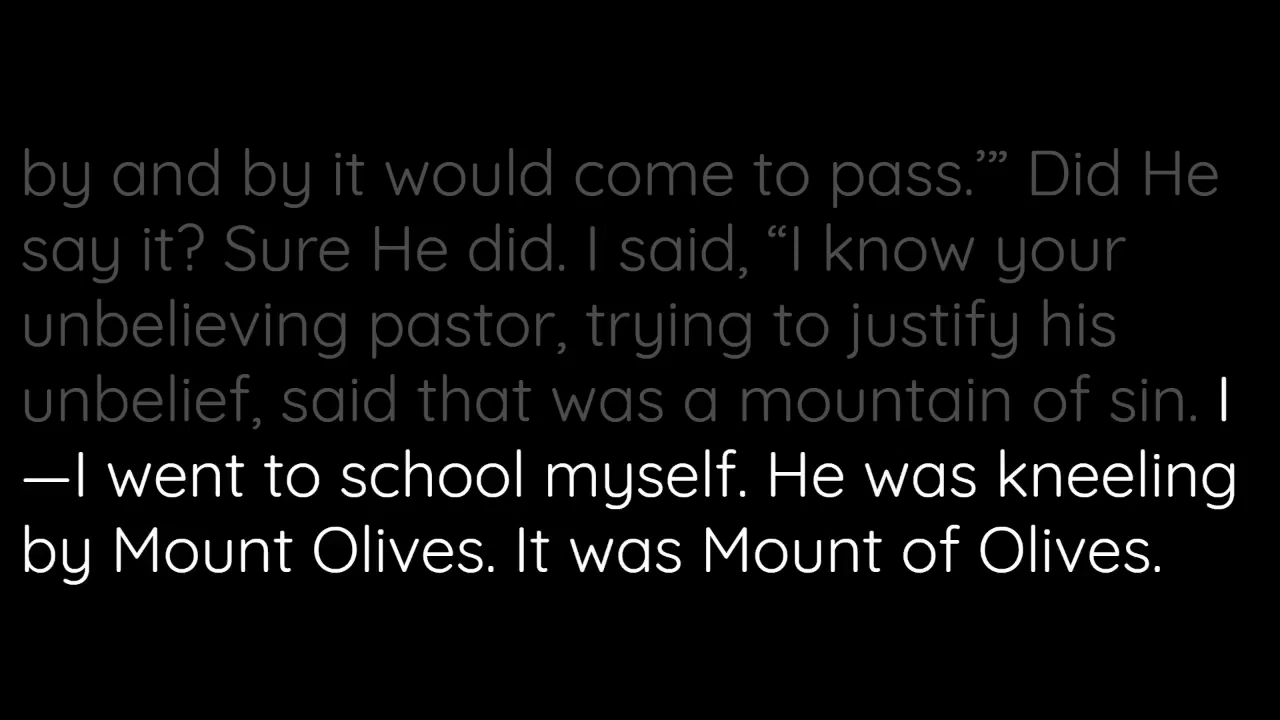 by and by it would come to pass.’”’ Did He
say it? Sure He did. I said, “I know your
unbelieving pastor, trying to justify his
unbelief, said that was a mountain of sin. I
—I went to school myself. He was kneeling
by Mount Olives. It was Mount of Olives.